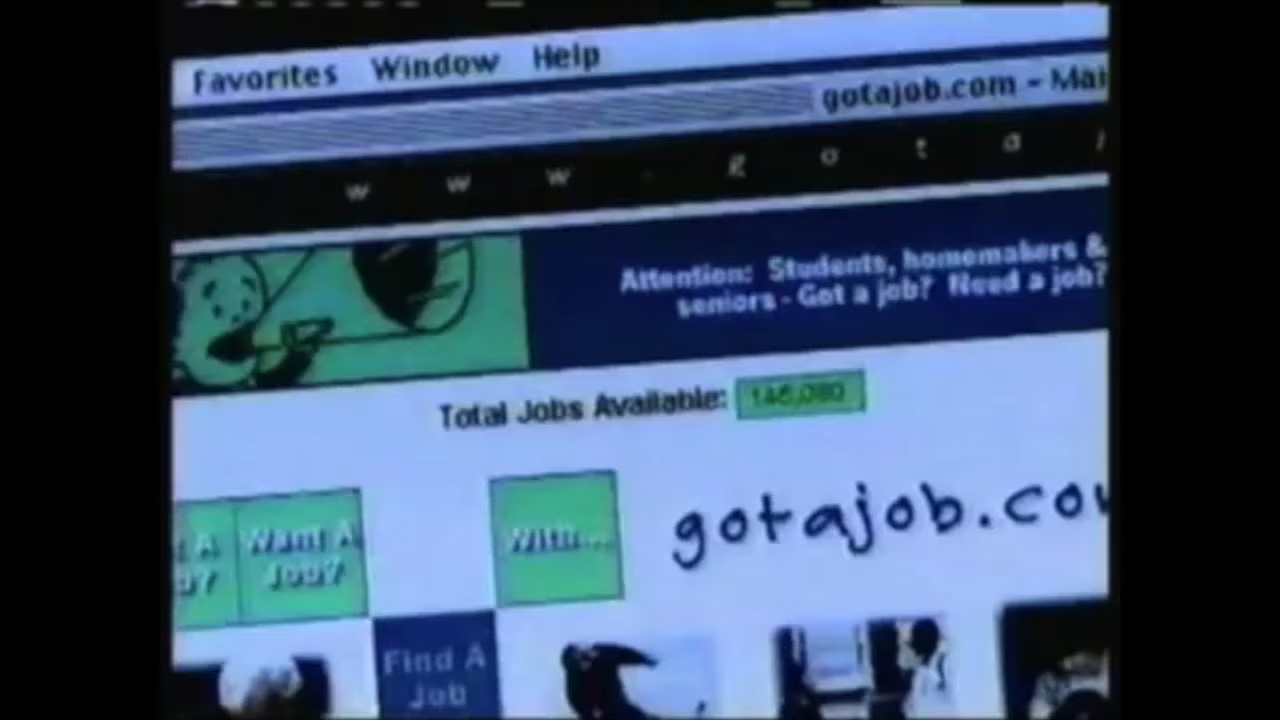 Favorites Window Help
gotajob.com - Mai
w w w . g o t a
Attention: Students, homemakers &
seniors - Got a job? Need a job?
Total Jobs Available:
t A
b? Want A
Job?
With...
gotajob.co
Find A
Job